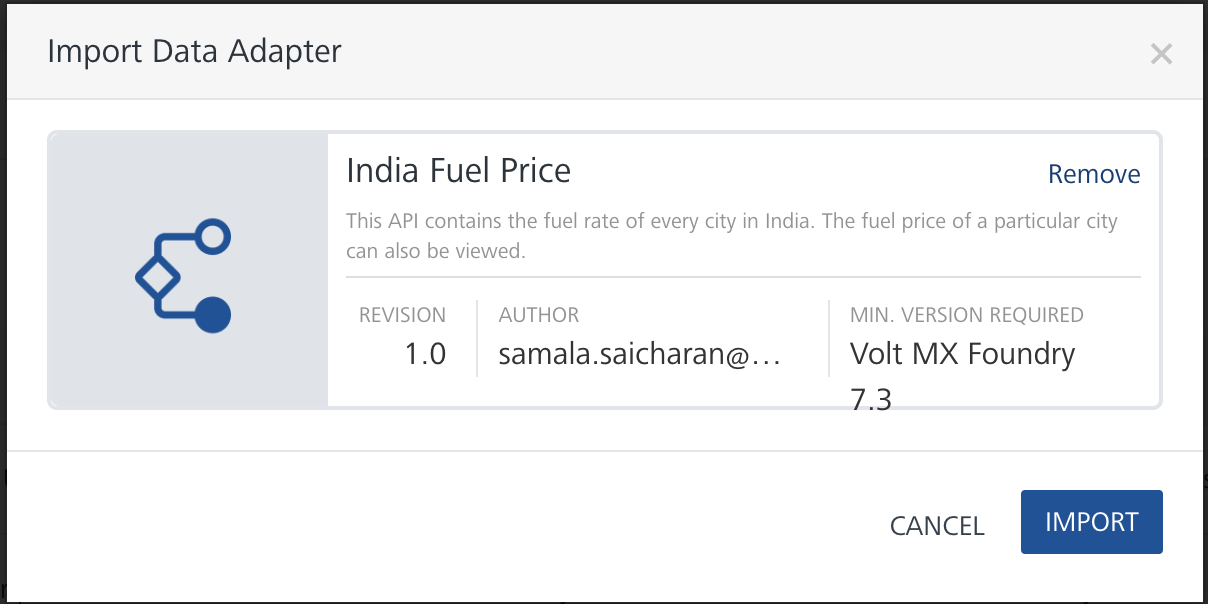 Import Data Adapter
India Fuel Price
Remove
This API contains the fuel rate of every city in India. The fuel price of a particular city
can also be viewed.
REVISION
1.0
AUTHOR
samala.saicharan@...
MIN. VERSION REQUIRED
Volt MX Foundry
7.3
CANCEL
IMPORT